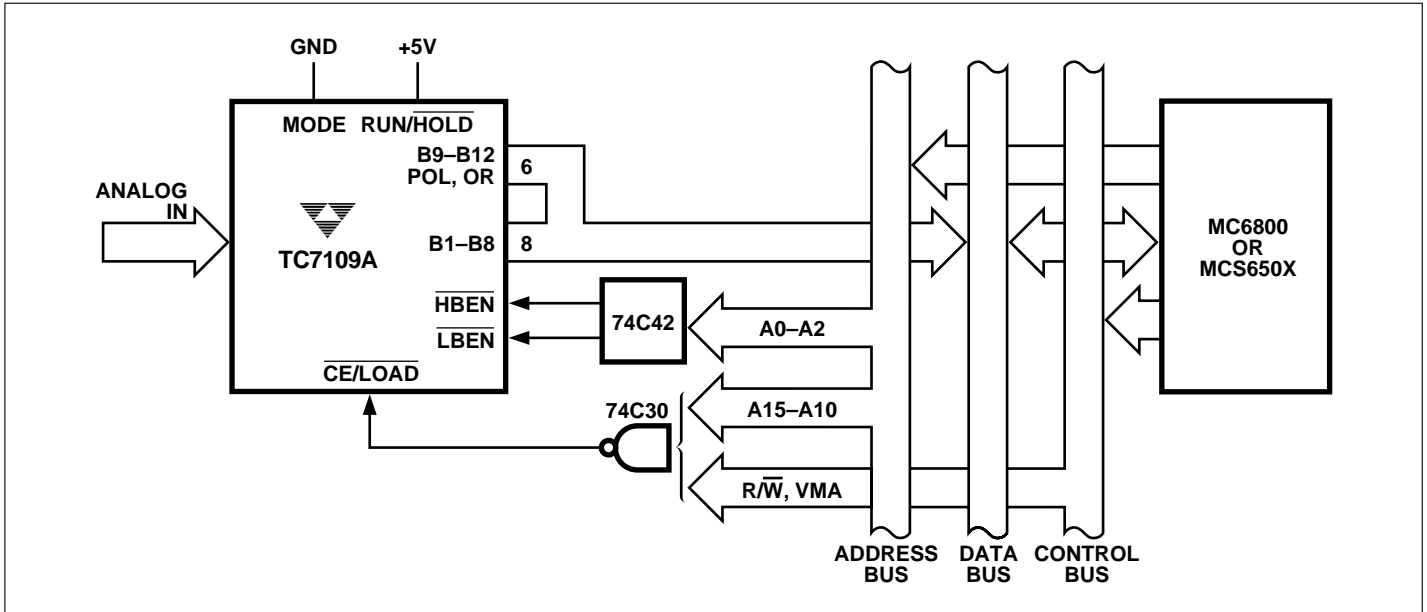 GND +5V
MODE RUN/HOLD
B9–B12
POL, OR
6
ANALOG
IN
TC7109A
B1–B8
8
HBEN
LBEN
CE/LOAD
74C42
A0–A2
74C30
A15–A10
R/W, VMA
MC6800
OR
MCS650X
ADDRESS
BUS
DATA
BUS
CONTROL
BUS